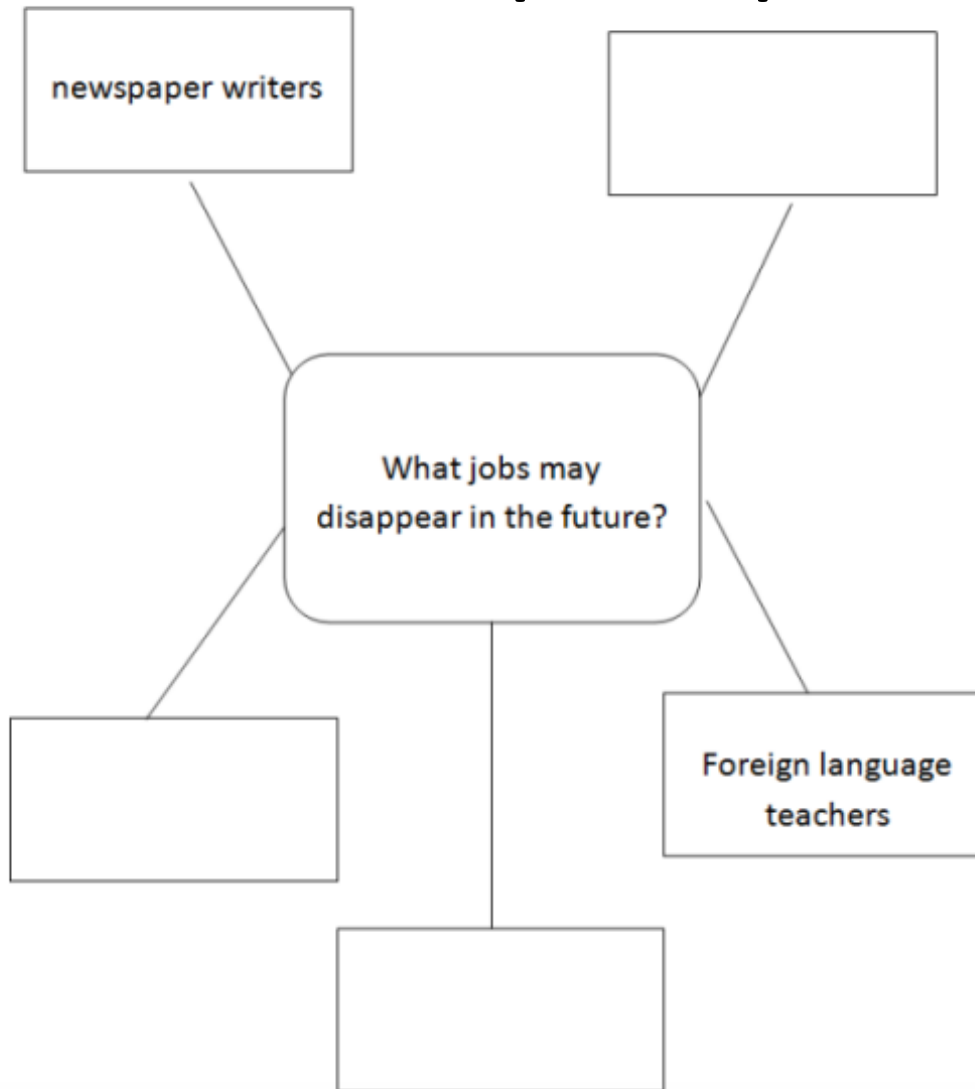 newspaper writers
What jobs may
disappear in the future?
Foreign language
teachers